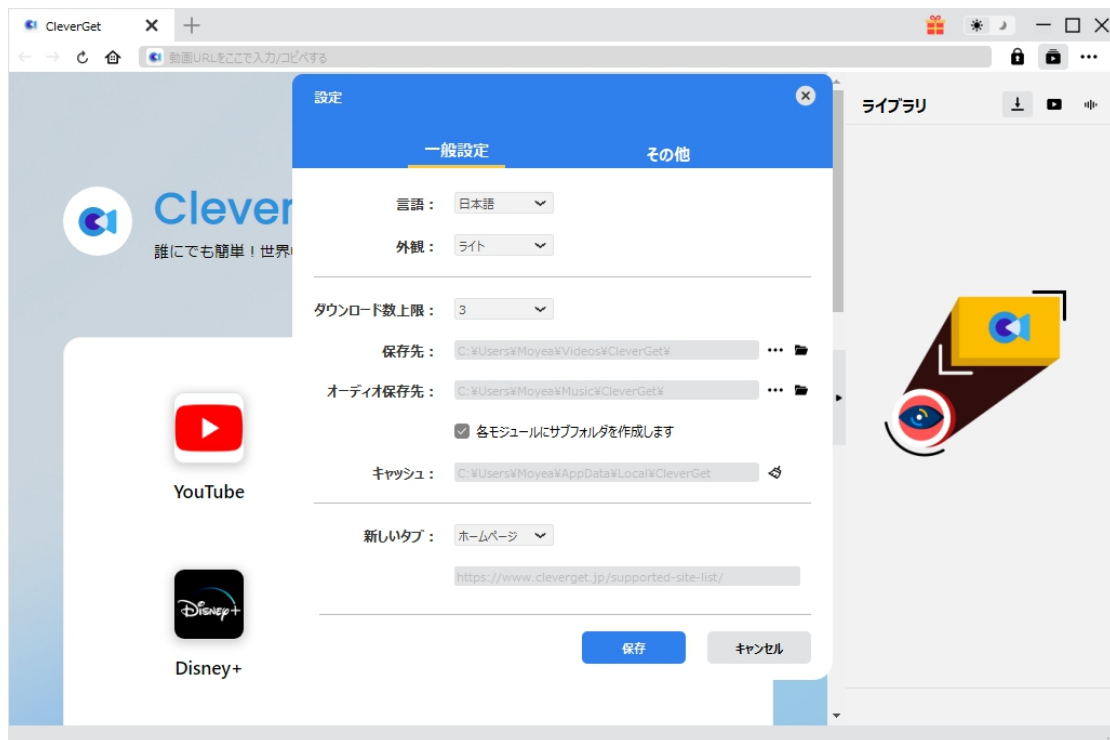 CleverGet
動画URLをここで入力/コピペする
設定
一般設定
その他
ライブラリ
Clever
誰にでも簡単！世界
言語：
日本語
外観：
ライト
ダウンロード数上限：
3
保存先：
C:¥Users¥Moyea¥Videos¥CleverGet¥
オーディオ保存先：
C:¥Users¥Moyea¥Music¥CleverGet¥
各モジュールにサブフォルダを作成します
キャッシュ：
C:¥Users¥Moyea¥AppData¥Local¥CleverGet
YouTube
新しいタブ：
ホームページ
https://www.cleverget.jp/supported-site-list/
Disney+
保存
キャンセル
Disney+